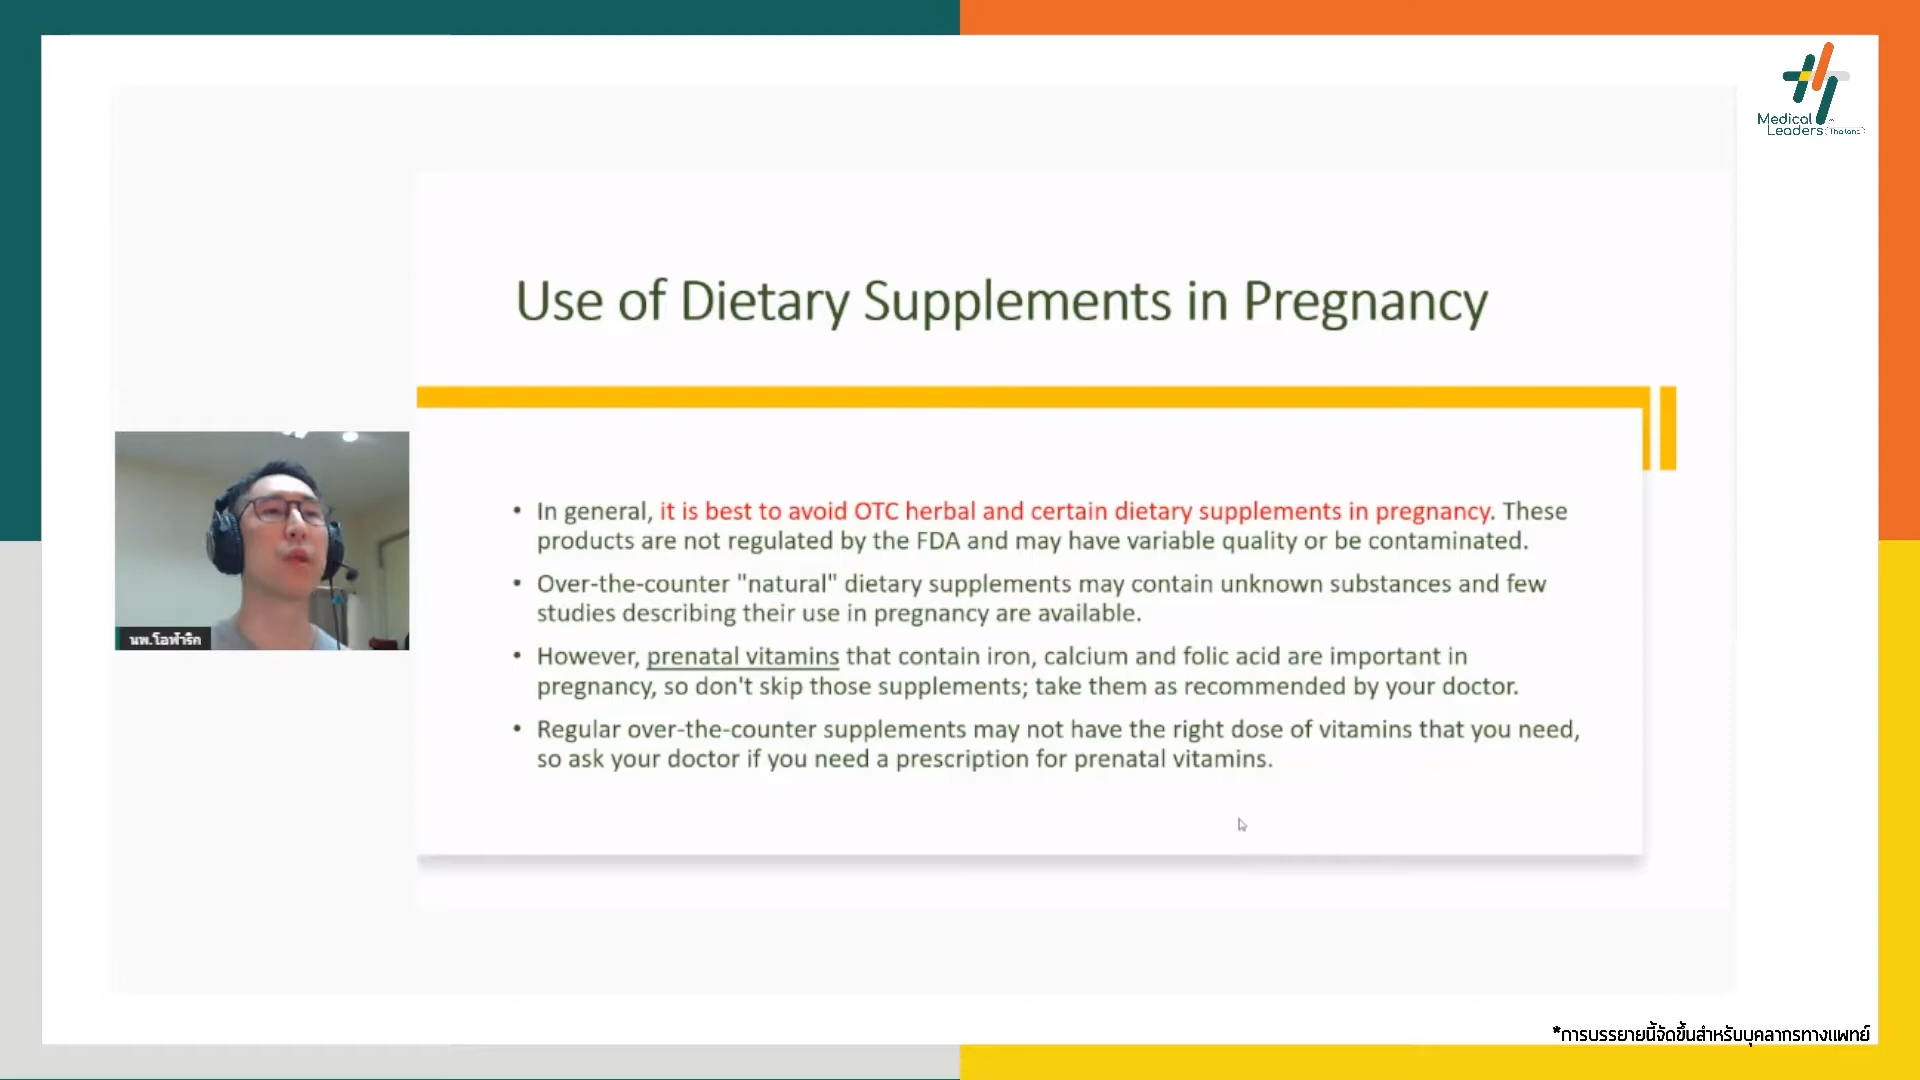 Medical
Leaders (Thailand)
Use of Dietary Supplements in Pregnancy
• In general, it is best to avoid OTC herbal and certain dietary supplements in pregnancy. These
products are not regulated by the FDA and may have variable quality or be contaminated.
• Over-the-counter "natural" dietary supplements may contain unknown substances and few
studies describing their use in pregnancy are available.
• However, prenatal vitamins that contain iron, calcium and folic acid are important in
pregnancy, so don't skip those supplements; take them as recommended by your doctor.
• Regular over-the-counter supplements may not have the right dose of vitamins that you need,
so ask your doctor if you need a prescription for prenatal vitamins.
นพ.โอฬาริก
*การบรรยายนี้จัดขึ้นสำหรับบุคลากรทางแพทย์